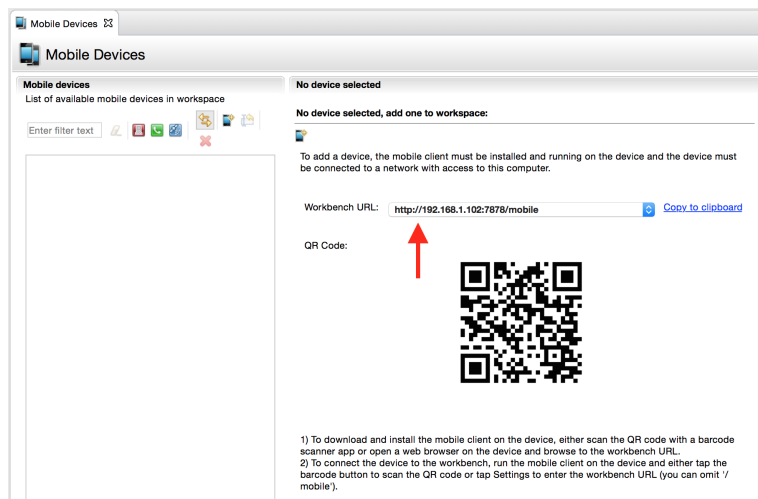 Mobile Devices
Mobile Devices
Mobile devices
List of available mobile devices in workspace
Enter filter text
No device selected
No device selected, add one to workspace:
To add a device, the mobile client must be installed and running on the device and the device must
be connected to a network with access to this computer.
Workbench URL: http://192.168.1.102:7878/mobile Copy to clipboard
QR Code:
1) To download and install the mobile client on the device, either scan the QR code with a barcode
scanner app or open a web browser on the device and browse to the workbench URL.
2) To connect the device to the workbench, run the mobile client on the device and either tap the
barcode button to scan the QR code or tap Settings to enter the workbench URL (you can omit '/
mobile').